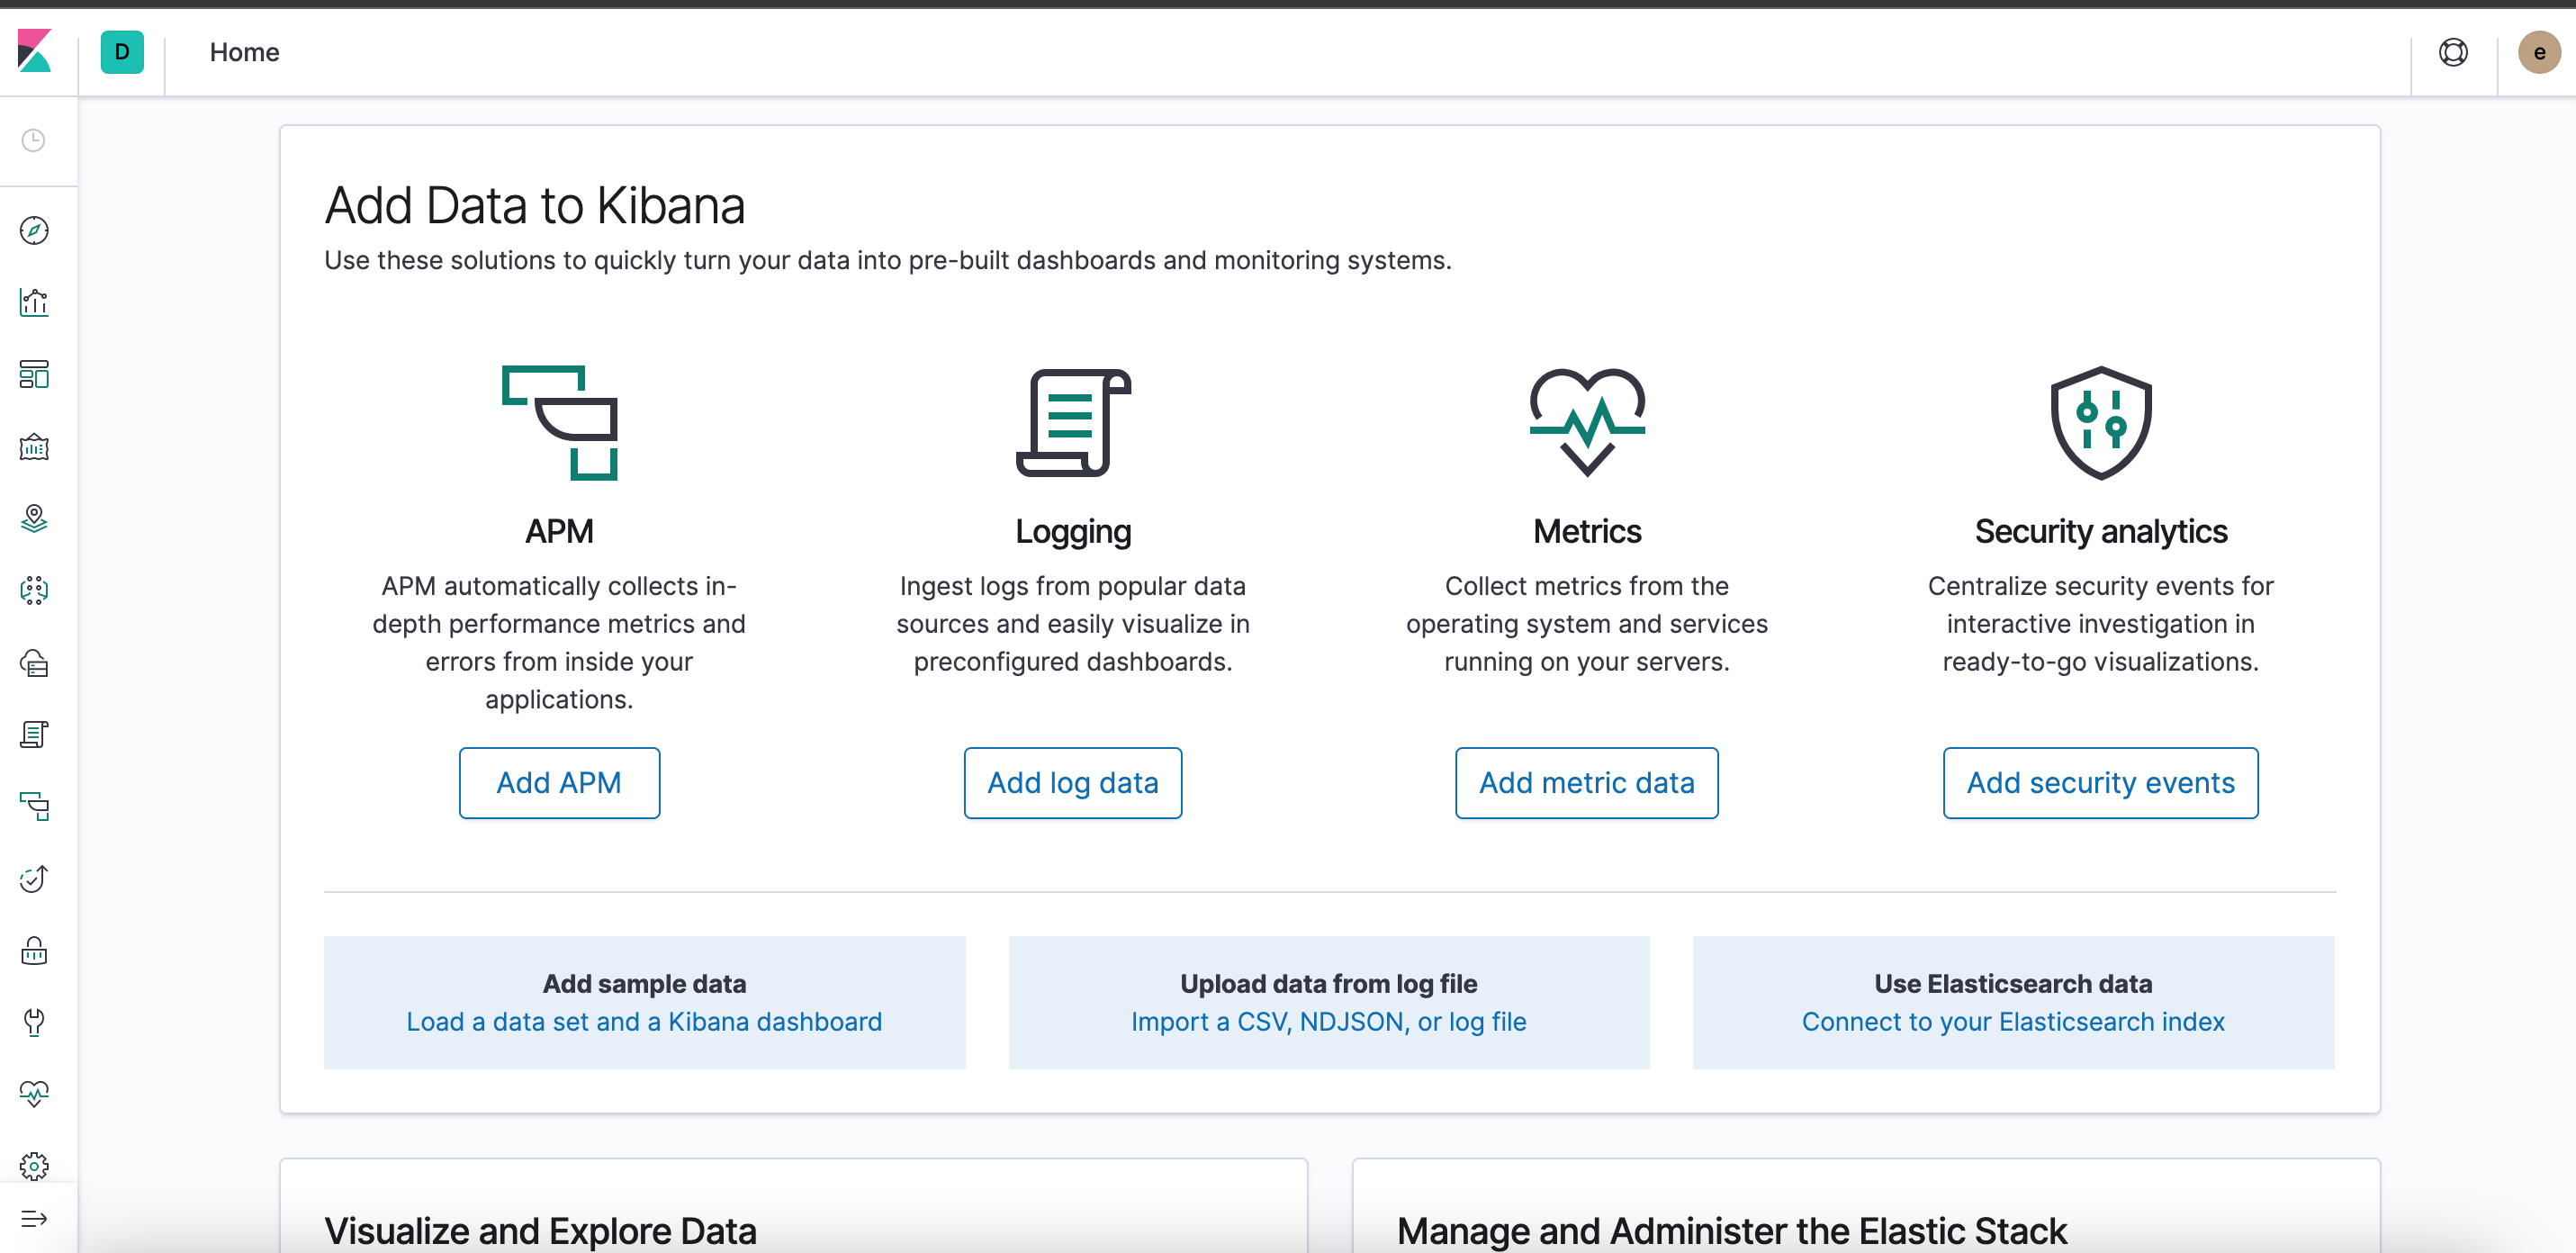 D
Home
e
Add Data to Kibana
Use these solutions to quickly turn your data into pre-built dashboards and monitoring systems.
APM
APM automatically collects in-
depth performance metrics and
errors from inside your
applications.
Add APM
Logging
Ingest logs from popular data
sources and easily visualize in
preconfigured dashboards.
Add log data
Metrics
Collect metrics from the
operating system and services
running on your servers.
Add metric data
Security analytics
Centralize security events for
interactive investigation in
ready-to-go visualizations.
Add security events
Add sample data
Load a data set and a Kibana dashboard
Upload data from log file
Import a CSV, NDJSON, or log file
Use Elasticsearch data
Connect to your Elasticsearch index
Visualize and Explore Data
Manage and Administer the Elastic Stack